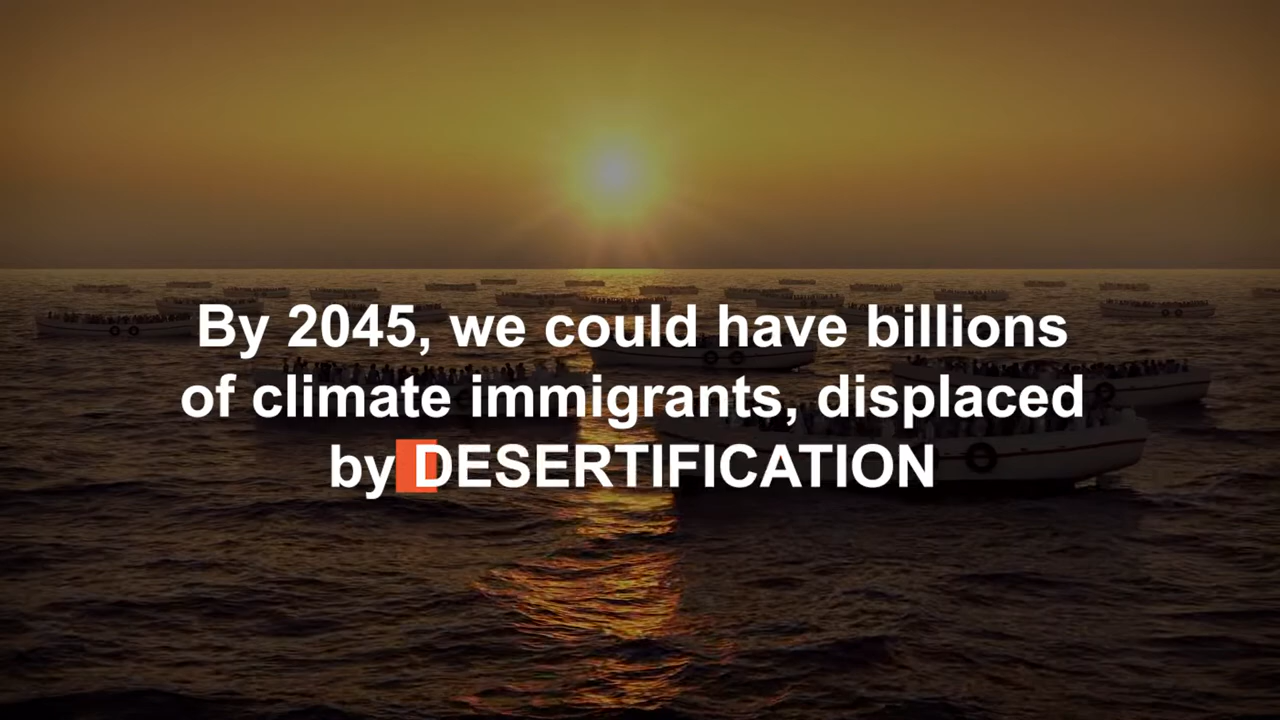 By 2045, we could have billions
of climate immigrants, displaced
by DESERTIFICATION